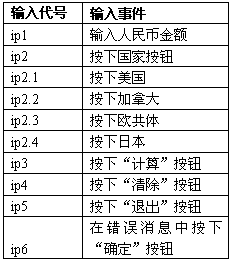 输入代号 输入事件
ip1 输入人民币金额
ip2 按下国家按钮
ip2.1 按下美国
ip2.2 按下加拿大
ip2.3 按下欧共体
ip2.4 按下日本
ip3 按下“计算”按钮
ip4 按下“清除”按钮
ip5 按下“退出”按钮
在错误消息中按下
ip6 “确定”按钮